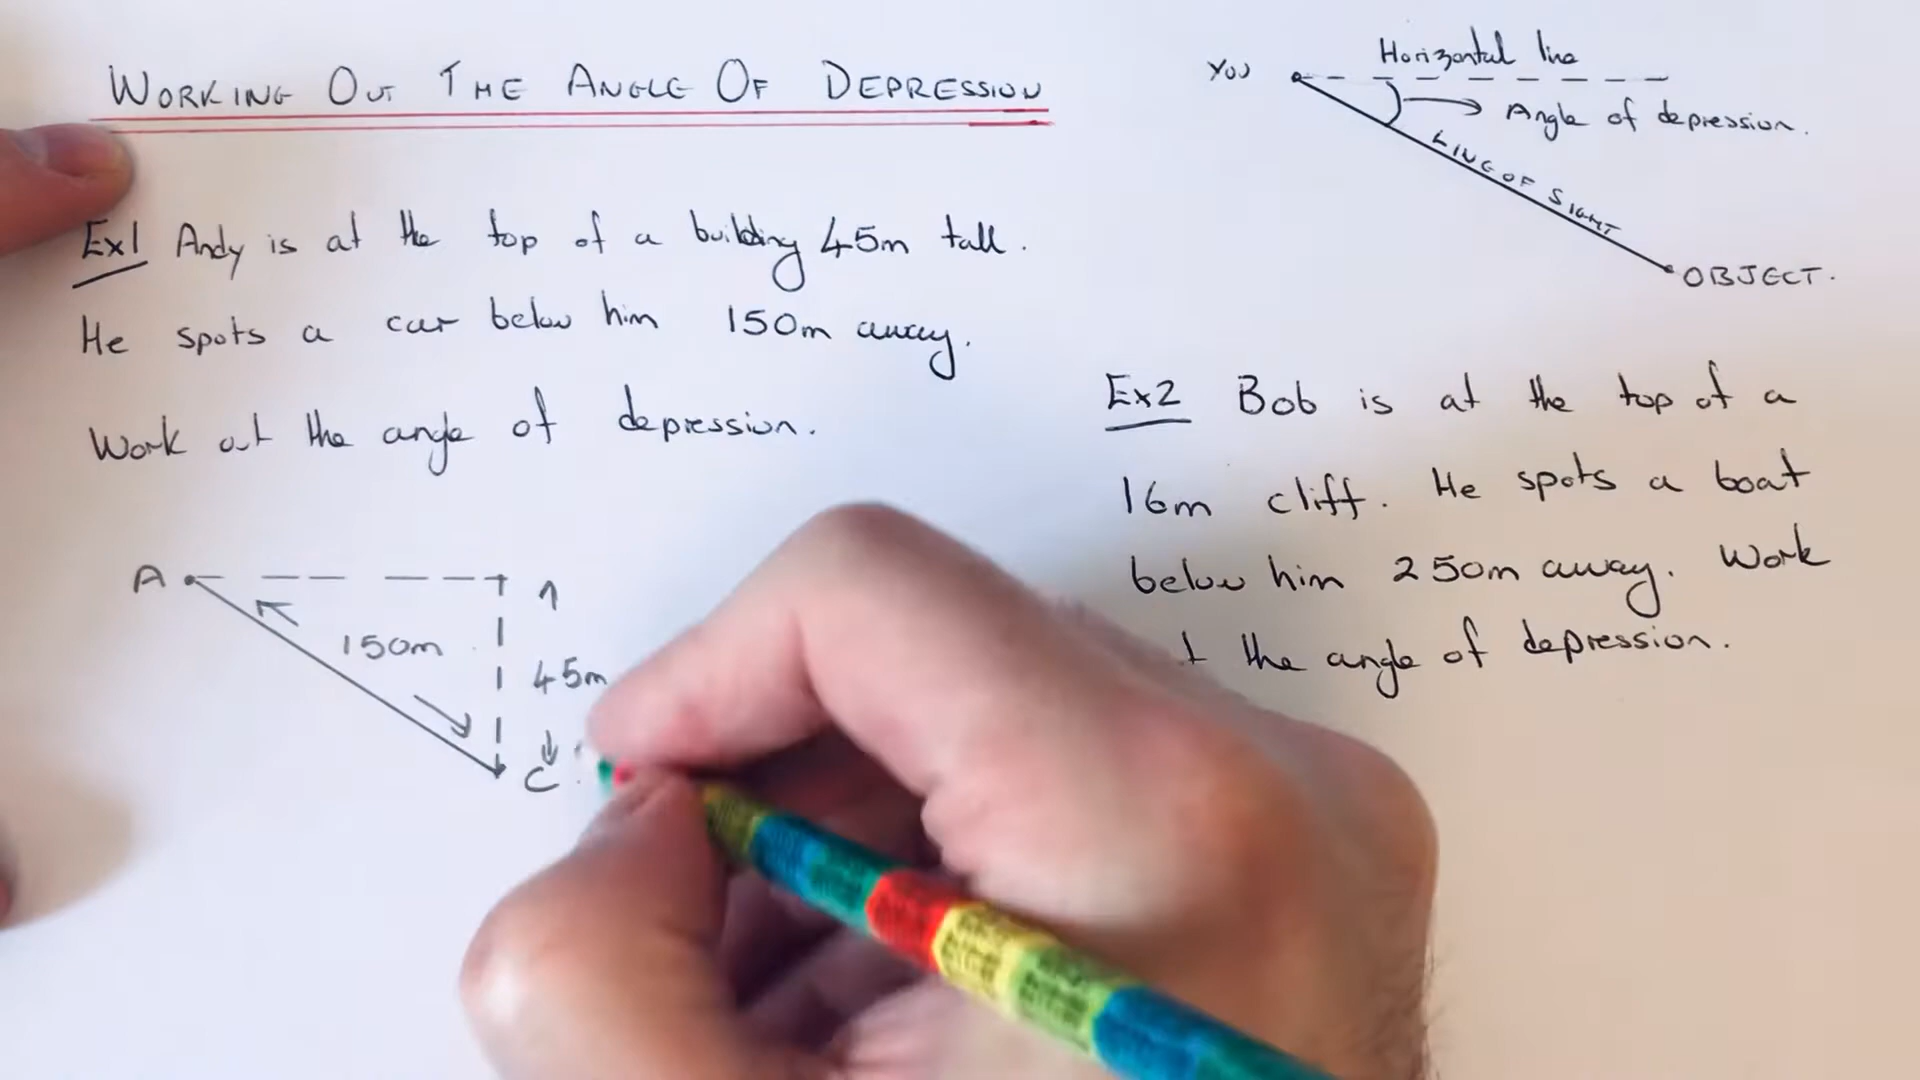 WORKING OUT THE ANGLE OF DEPRESSION
Ex1 Andy is at the top of a building 45m tall.
He spots a car below him 150m away.
Work out the angle of depression.
A
150m
45m
C
YOU
Horizontal line
Angle of depression.
LINE OF SIGHT
OBJECT.
Ex2 Bob is at the top of a
16m cliff. He spots a boat
below him 250m away. Work
the angle of depression.